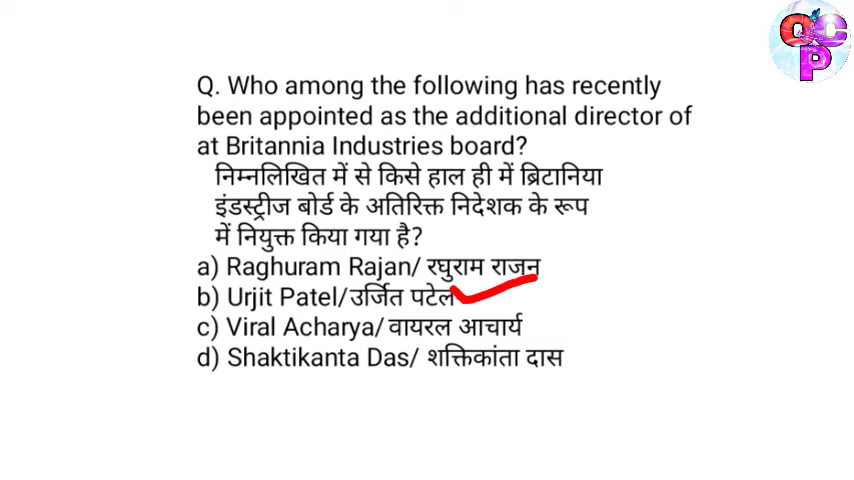 QCP
Q. Who among the following has recently
been appointed as the additional director of
at Britannia Industries board?
निम्नलिखित में से किसे हाल ही में ब्रिटानिया
इंडस्ट्रीज बोर्ड के अतिरिक्त निदेशक के रूप
में नियुक्त किया गया है?
a) Raghuram Rajan/ रघुराम राजन
b) Urjit Patel/उर्जित पटेल
c) Viral Acharya/ वायरल आचार्य
d) Shaktikanta Das/ शक्तिकांता दास